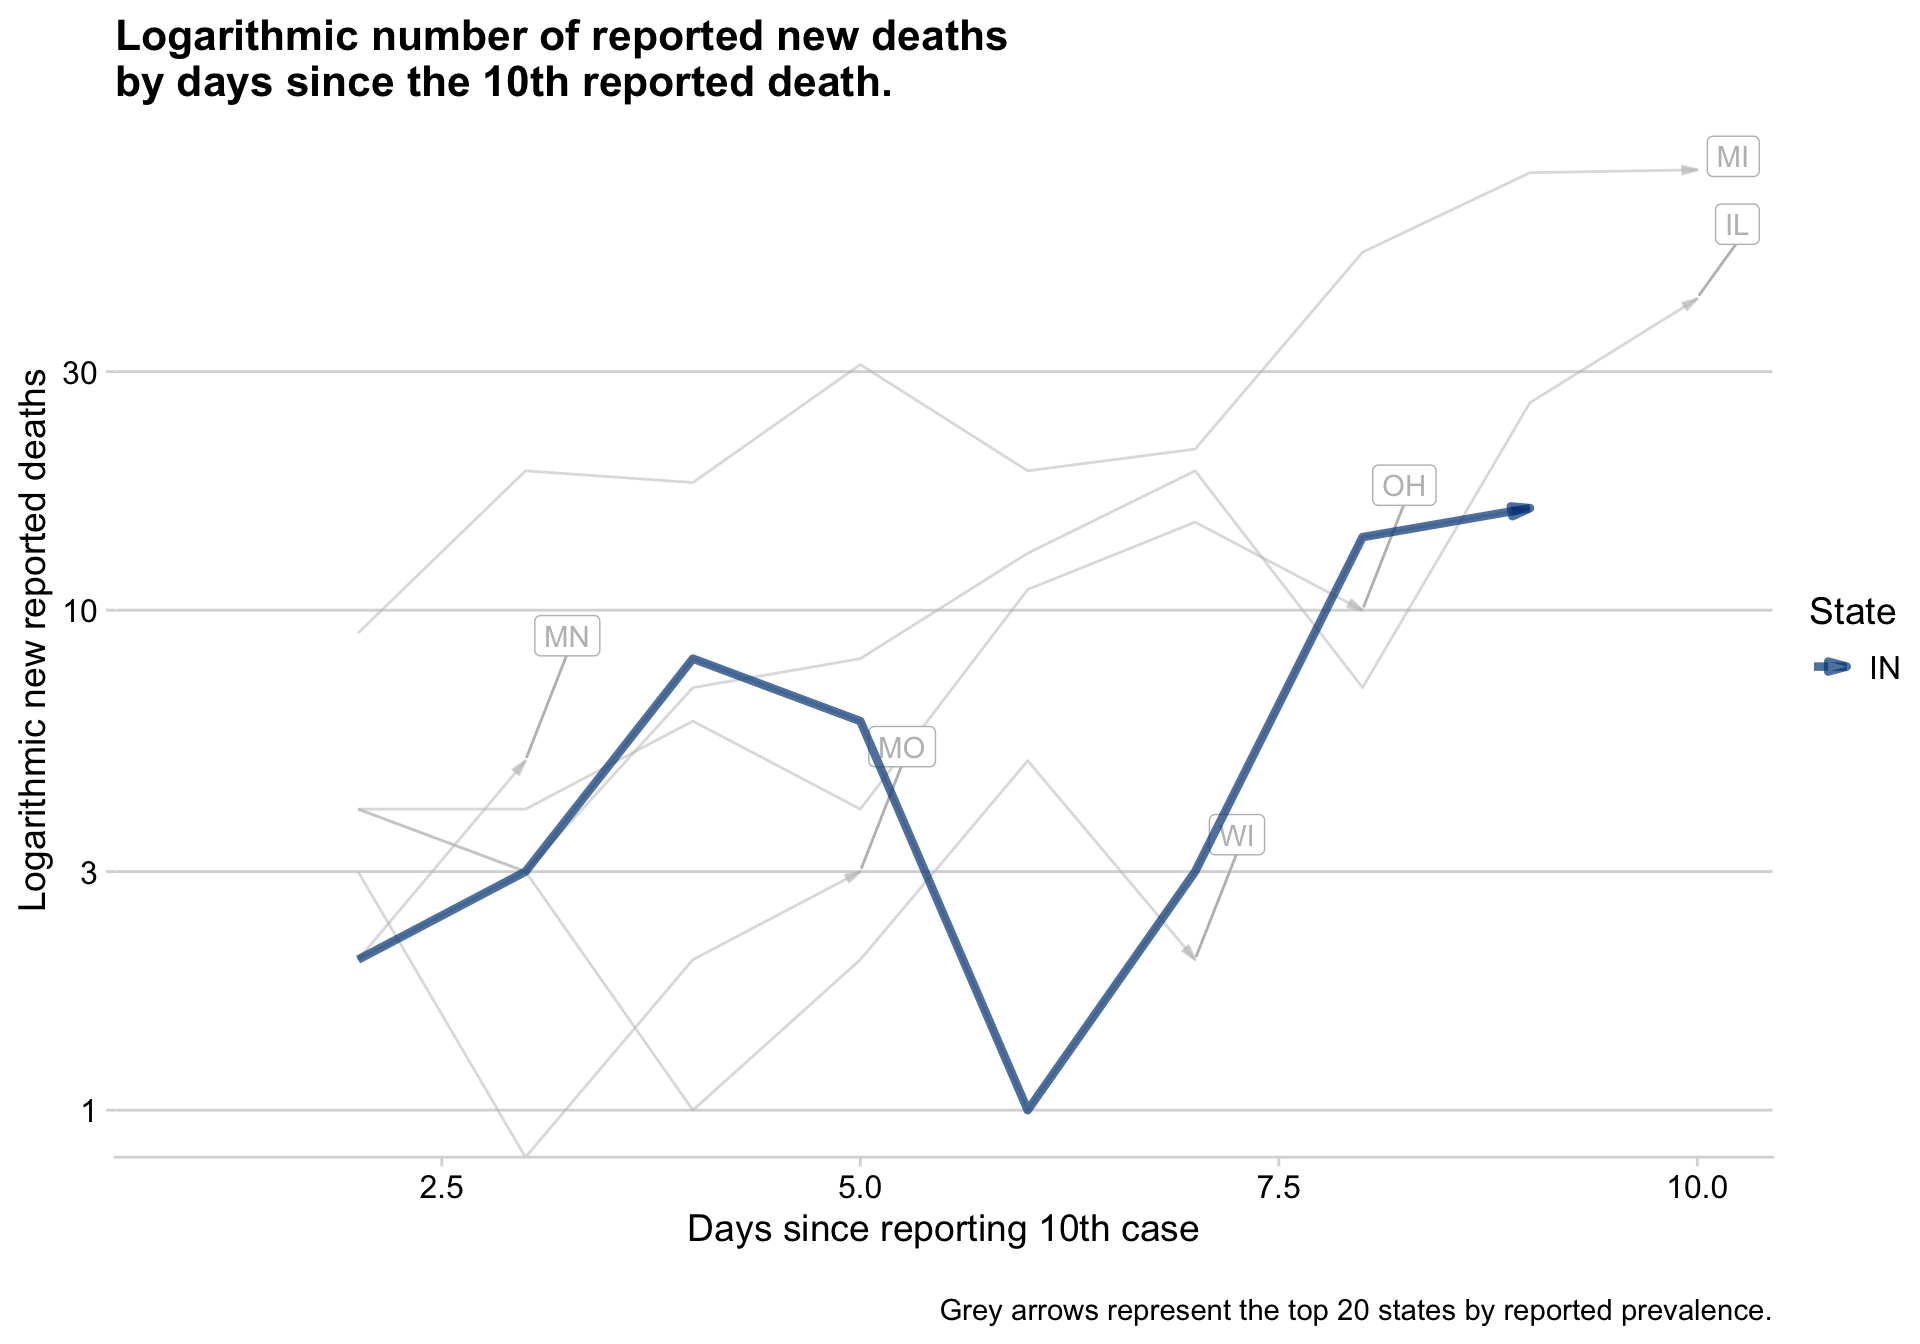 Logarithmic number of reported new deaths
by days since the 10th reported death.
MI
IL
30
OH
10
MN
MO
WI
3
1
Logarithmic new reported deaths
State
IN
2.5 5.0 7.5 10.0
Days since reporting 10th case
Grey arrows represent the top 20 states by reported prevalence.